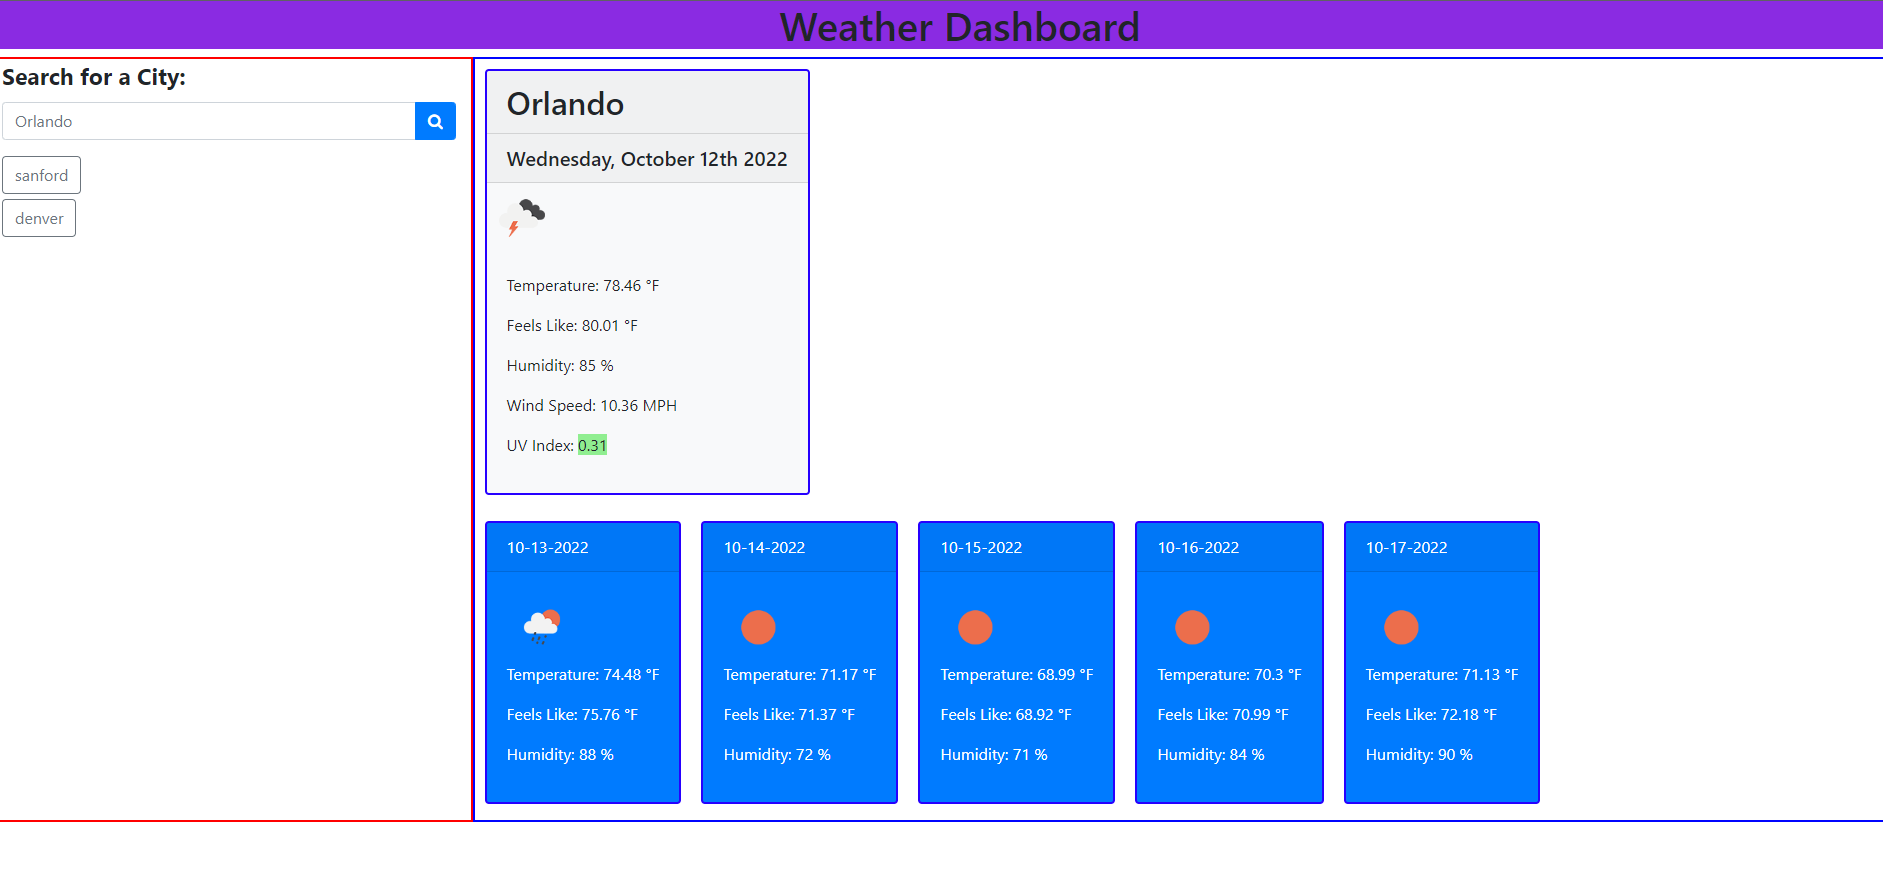 Weather Dashboard
Search for a City:
Orlando
sanford
denver
Orlando
Wednesday, October 12th 2022
Temperature: 78.46 °F
Feels Like: 80.01 °F
Humidity: 85 %
Wind Speed: 10.36 MPH
UV Index: 0.31
10-13-2022
Temperature: 74.48 °F
Feels Like: 75.76 °F
Humidity: 88 %
10-14-2022
Temperature: 71.17 °F
Feels Like: 71.37 °F
Humidity: 72 %
10-15-2022
Temperature: 68.99 °F
Feels Like: 68.92 °F
Humidity: 71 %
10-16-2022
Temperature: 70.3 °F
Feels Like: 70.99 °F
Humidity: 84 %
10-17-2022
Temperature: 71.13 °F
Feels Like: 72.18 °F
Humidity: 90 %